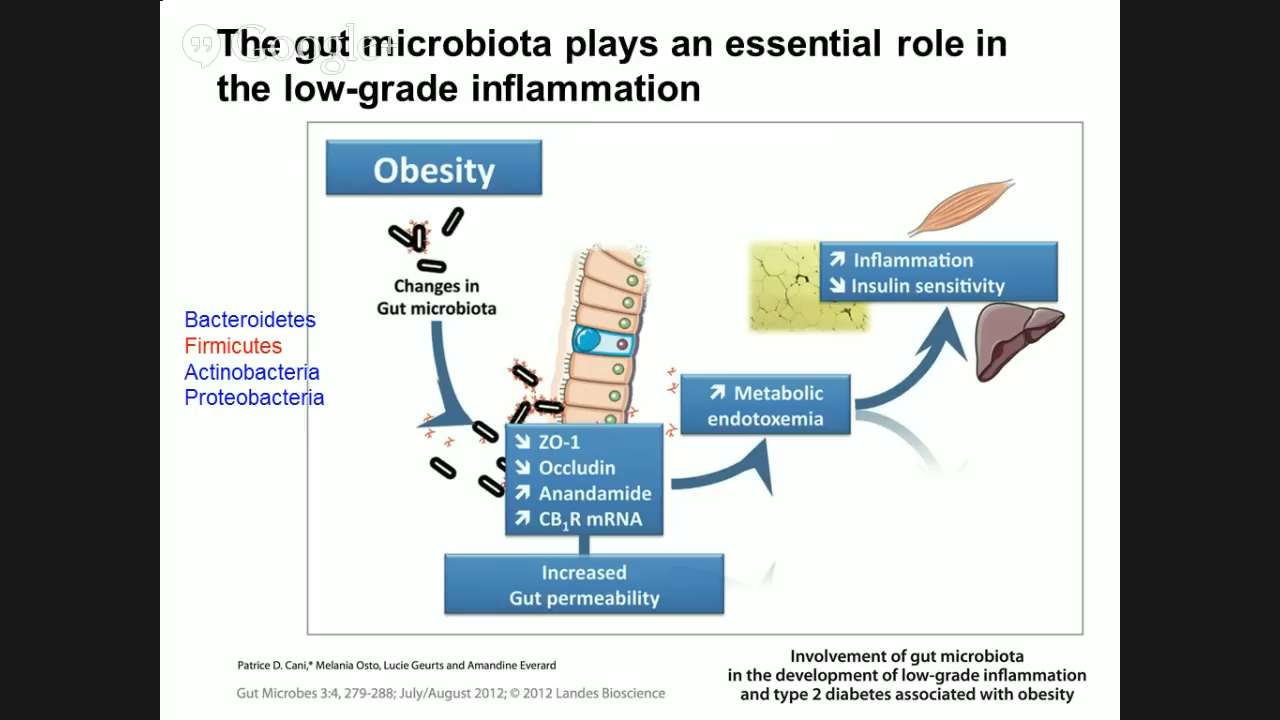 Google+
The gut microbiota plays an essential role in
the low-grade inflammation
Obesity
Changes in
Gut microbiota
Bacteroidetes
Firmicutes
Actinobacteria
Proteobacteria
↘ ZO-1
↘ Occludin
↗ Anandamide
↗ CB₁R mRNA
Increased
Gut permeability
↗ Metabolic
endotoxemia
↗ Inflammation
↘ Insulin sensitivity
Patrice D. Cani,* Melania Osto, Lucie Geurts and Amandine Everard
Gut Microbes 3:4, 279-288; July/August 2012; © 2012 Landes Bioscience
Involvement of gut microbiota
in the development of low-grade inflammation
and type 2 diabetes associated with obesity